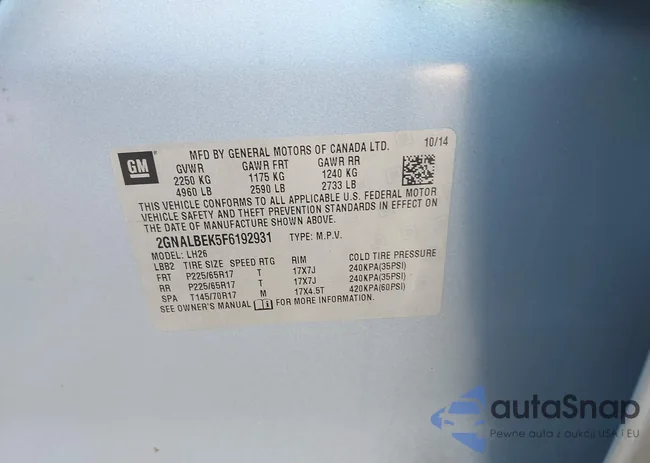 GM
MFD BY GENERAL MOTORS OF CANADA LTD. 10/14
GVWR GAWR FRT GAWR RR
2250 KG 1175 KG 1240 KG
4960 LB 2590 LB 2733 LB
THIS VEHICLE CONFORMS TO ALL APPLICABLE U.S. FEDERAL MOTOR
VEHICLE SAFETY AND THEFT PREVENTION STANDARDS IN EFFECT ON
THE DATE OF MANUFACTURE SHOWN ABOVE.
2GNALBEK5F6192931 TYPE: M.P.V.
MODEL: LH26
LBB2 TIRE SIZE SPEED RTG RIM COLD TIRE PRESSURE
FRT P225/65R17 T 17X7J 240KPA(35PSI)
RR P225/65R17 T 17X7J 240KPA(35PSI)
SPA T145/70R17 M 17X4.5T 420KPA(60PSI)
SEE OWNER'S MANUAL FOR MORE INFORMATION.
autaSnap
Pewne auta z aukcji USA i EU